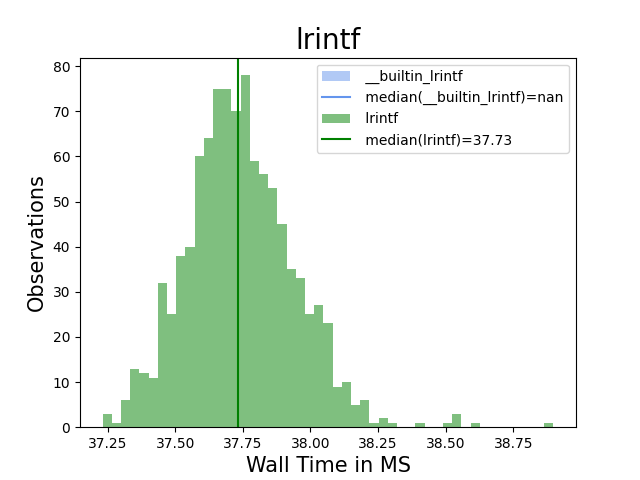 lrintf
80
70
60
50
40
30
20
10
0
Observations
__builtin_lrintf
median(__builtin_lrintf)=nan
lrintf
median(lrintf)=37.73
37.25 37.50 37.75 38.00 38.25 38.50 38.75
Wall Time in MS